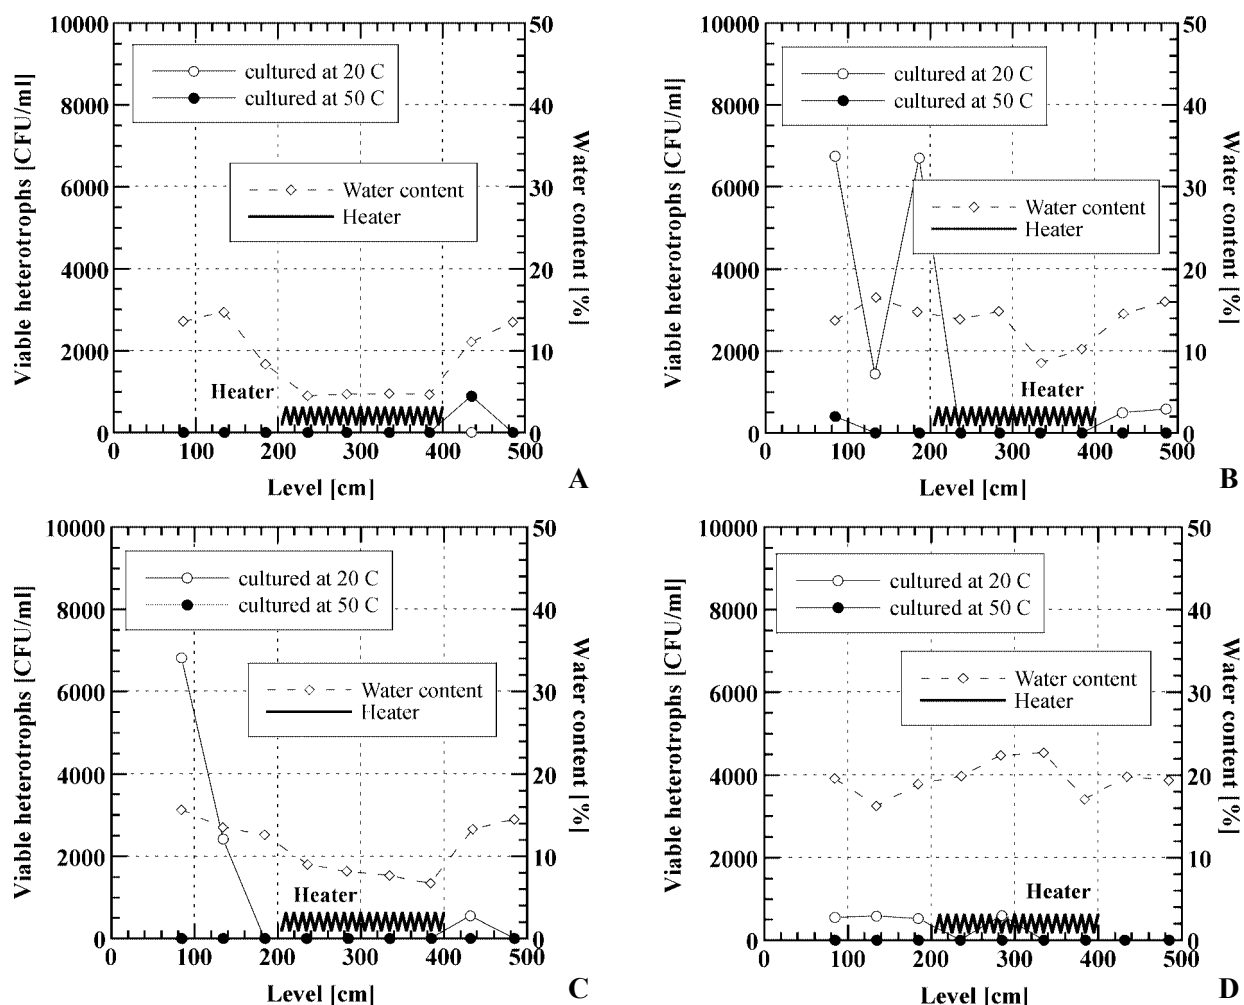 10000
8000
6000
4000
2000
0
Viable heterotrophs [CFU/ml]
cultured at 20 C
cultured at 50 C
Water content
Heater
Heater
50
40
30
20
10
0
Water content [%]
0 100 200 300 400 500
Level [cm]
A
10000
8000
6000
4000
2000
0
Viable heterotrophs [CFU/ml]
cultured at 20 C
cultured at 50 C
Water content
Heater
Heater
50
40
30
20
10
0
Water content [%]
0 100 200 300 400 500
Level [cm]
B
10000
8000
6000
4000
2000
0
Viable heterotrophs [CFU/ml]
cultured at 20 C
cultured at 50 C
Water content
Heater
Heater
50
40
30
20
10
0
Water content [%]
0 100 200 300 400 500
Level [cm]
C
10000
8000
6000
4000
2000
0
Viable heterotrophs [CFU/ml]
cultured at 20 C
cultured at 50 C
Water content
Heater
Heater
50
40
30
20
10
0
Water content [%]
0 100 200 300 400 500
Level [cm]
D